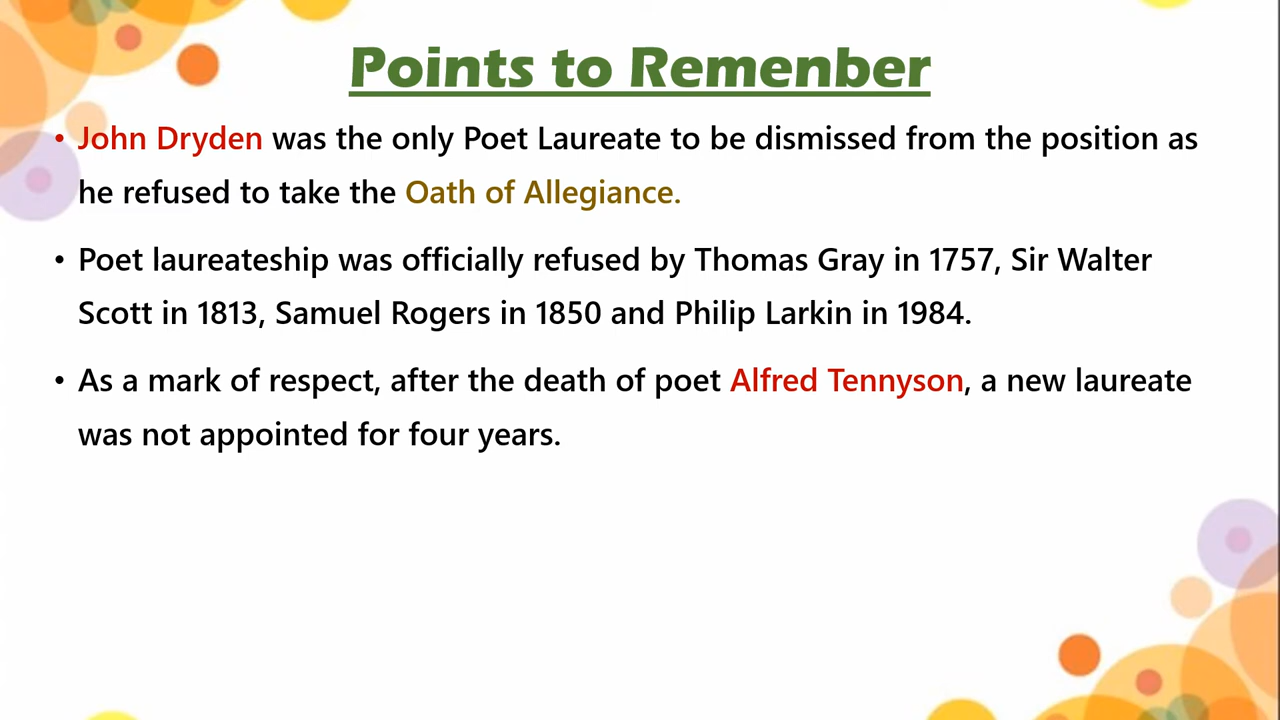 Points to Remenber
• John Dryden was the only Poet Laureate to be dismissed from the position as
he refused to take the Oath of Allegiance.
• Poet laureateship was officially refused by Thomas Gray in 1757, Sir Walter
Scott in 1813, Samuel Rogers in 1850 and Philip Larkin in 1984.
• As a mark of respect, after the death of poet Alfred Tennyson, a new laureate
was not appointed for four years.